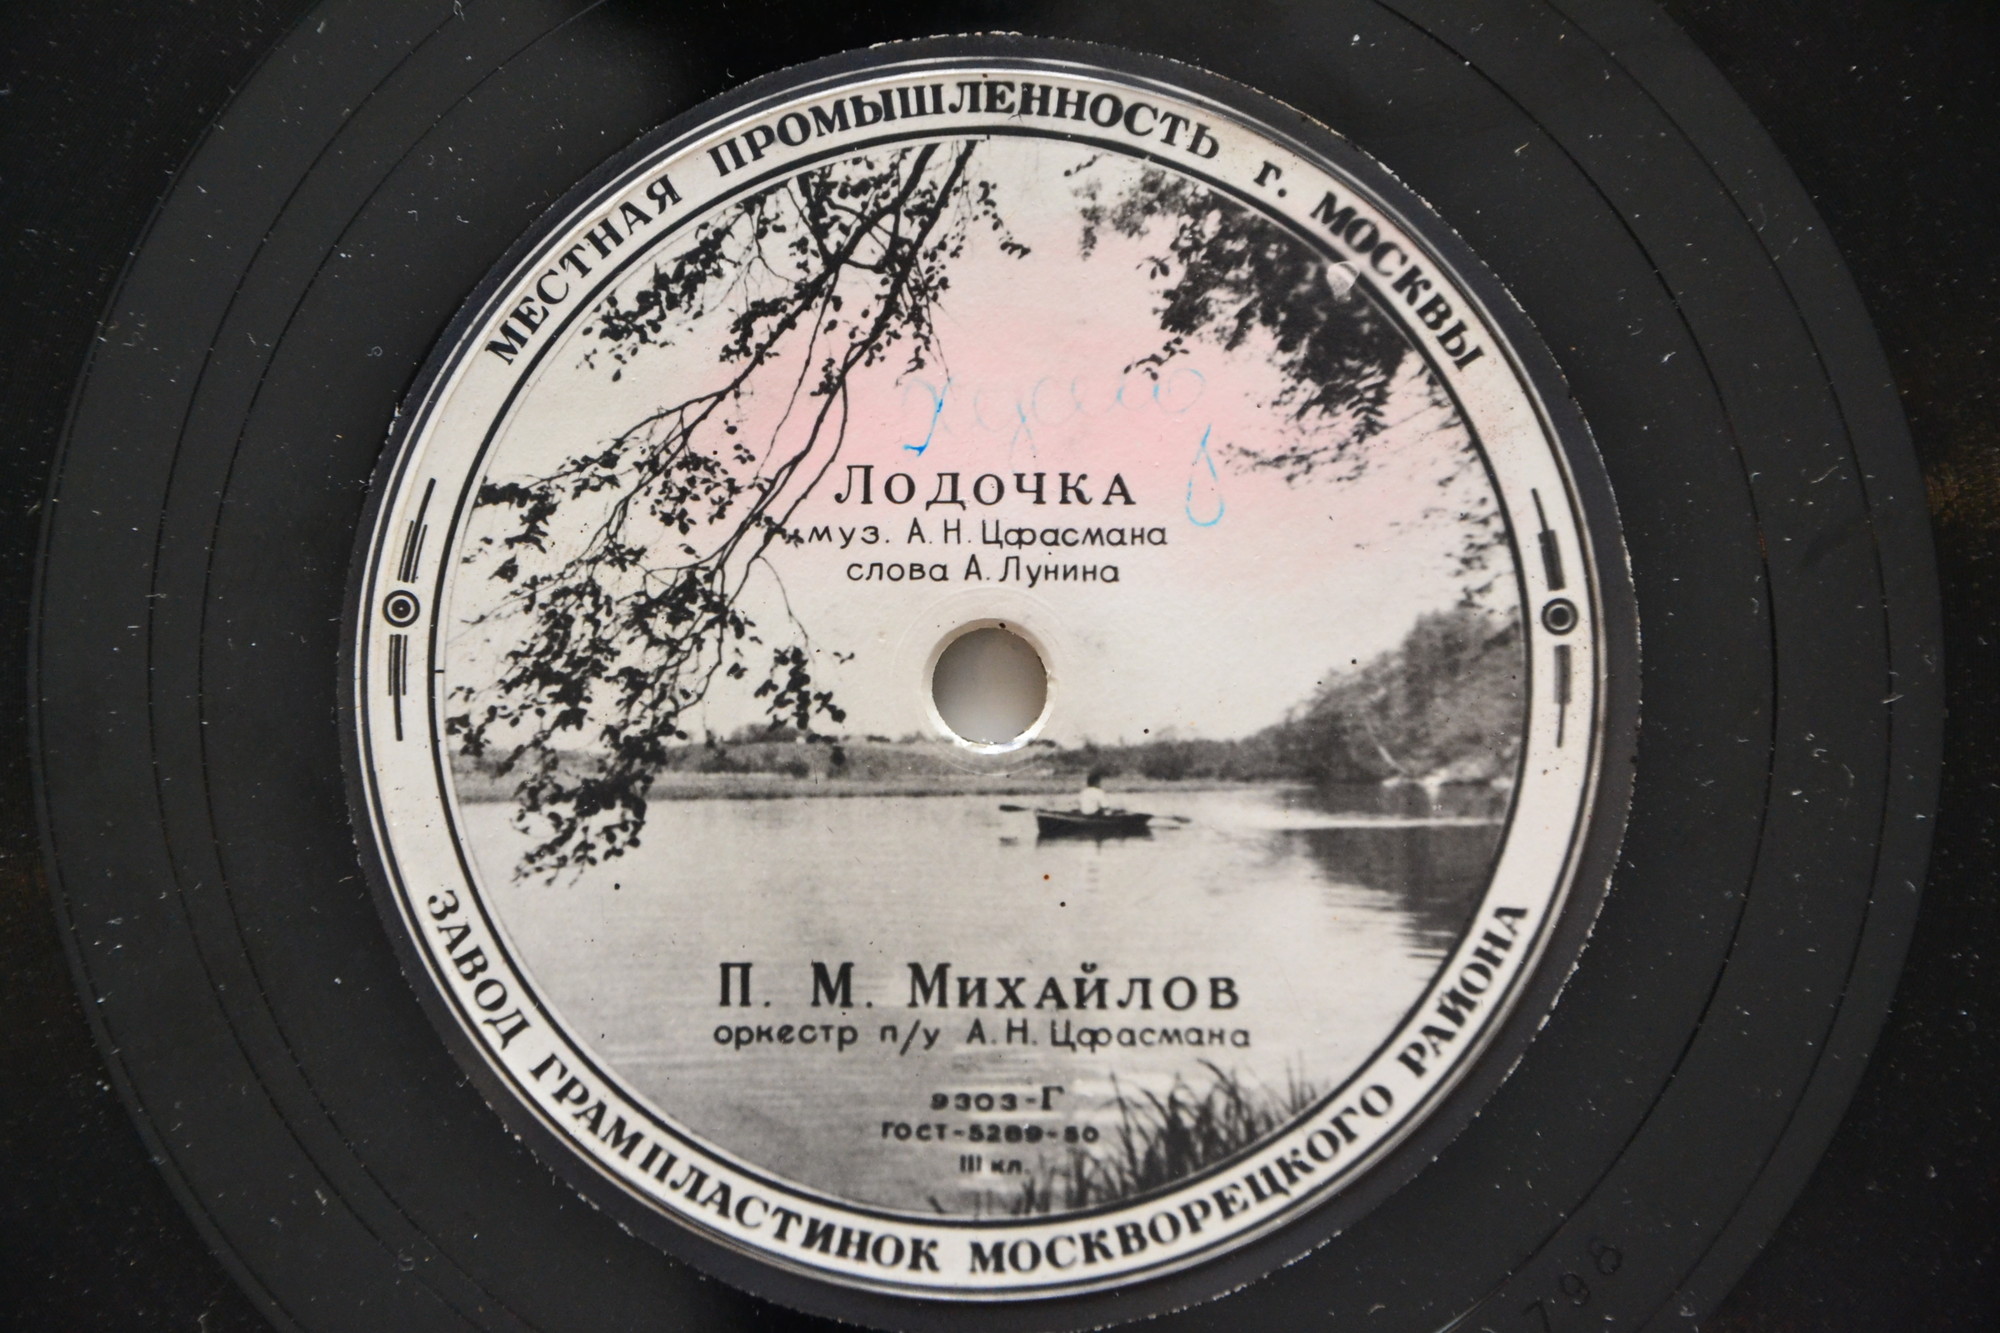 МЕСТНАЯ ПРОМЫШЛЕННОСТЬ г. МОСКВЫ
Лодочка
муз. А. Н. Цфасмана
слова А. Лунина
П. М. Михайлов
оркестр п/у А. Н. Цфасмана
9303-Г
ГОСТ-5289-50
III кл.
ЗАВОД ГРАМПЛАСТИНОК МОСКВОРЕЦКОГО РАЙОНА
798